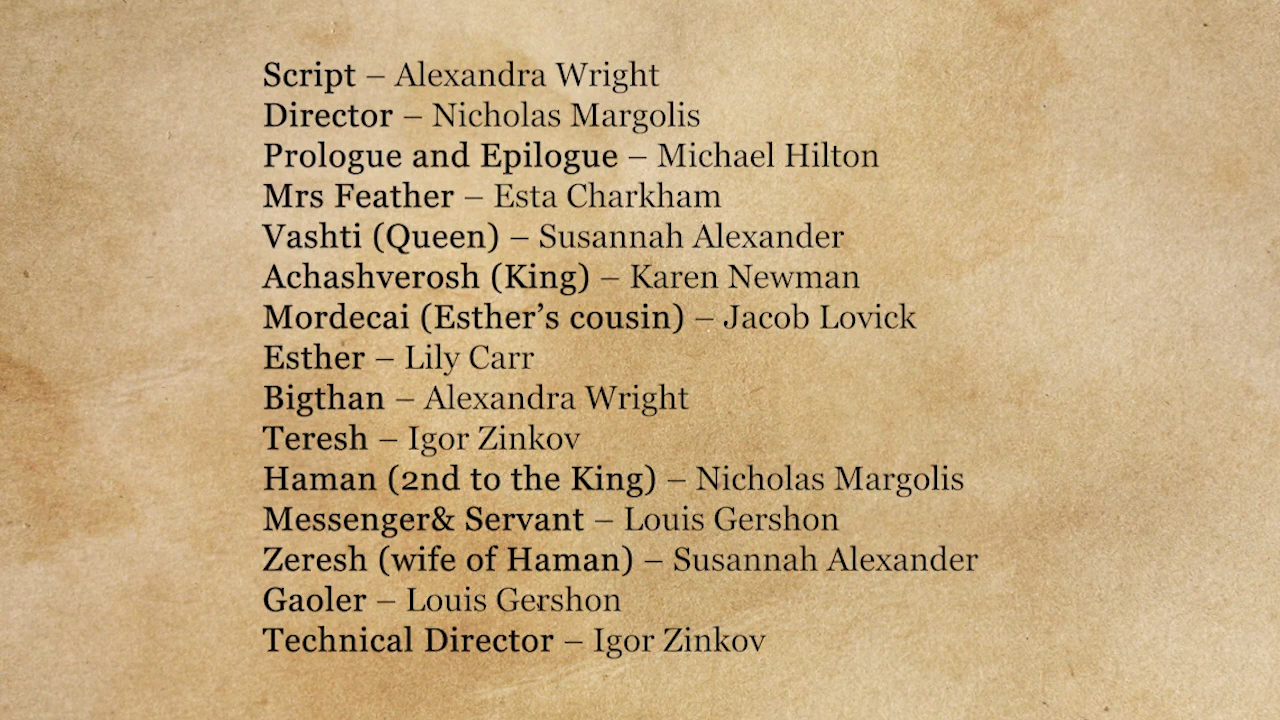 Script – Alexandra Wright
Director – Nicholas Margolis
Prologue and Epilogue – Michael Hilton
Mrs Feather – Esta Charkham
Vashti (Queen) – Susannah Alexander
Achashverosh (King) – Karen Newman
Mordecai (Esther’s cousin) – Jacob Lovick
Esther – Lily Carr
Bigthan – Alexandra Wright
Teresh – Igor Zinkov
Haman (2nd to the King) – Nicholas Margolis
Messenger& Servant – Louis Gershon
Zeresh (wife of Haman) – Susannah Alexander
Gaoler – Louis Gershon
Technical Director – Igor Zinkov